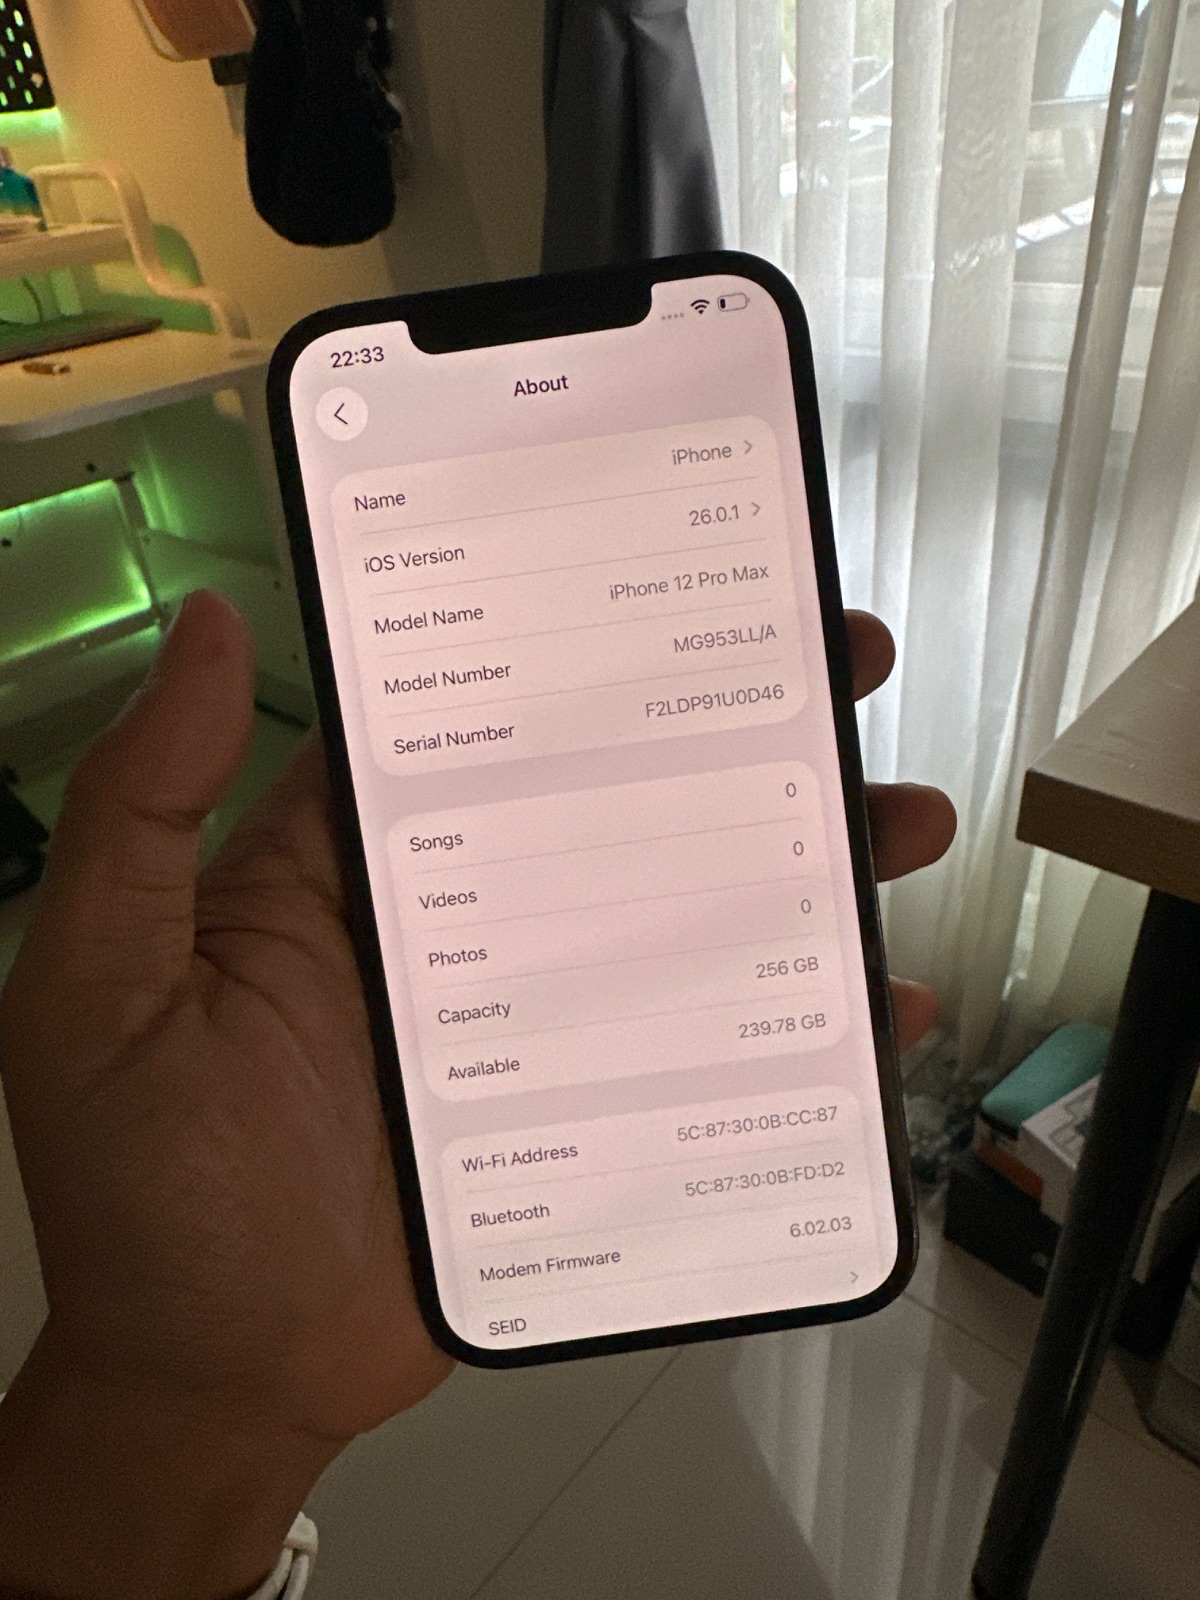 22:33
About
Name iPhone
iOS Version 26.0.1
Model Name iPhone 12 Pro Max
Model Number MG953LL/A
Serial Number F2LDP91U0D46
Songs 0
Videos 0
Photos 0
Capacity 256 GB
Available 239.78 GB
Wi-Fi Address 5C:87:30:0B:CC:87
Bluetooth 5C:87:30:0B:FD:D2
Modem Firmware 6.02.03
SEID